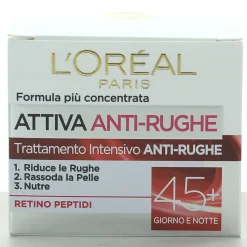 L'ORÉAL
PARIS
Formula più concentrata
ATTIVA ANTI-RUGHE
Trattamento Intensivo ANTI-RUGHE
1. Riduce le Rughe
2. Rassoda la Pelle
3. Nutre
RETINO PEPTIDI
45+
GIORNO E NOTTE